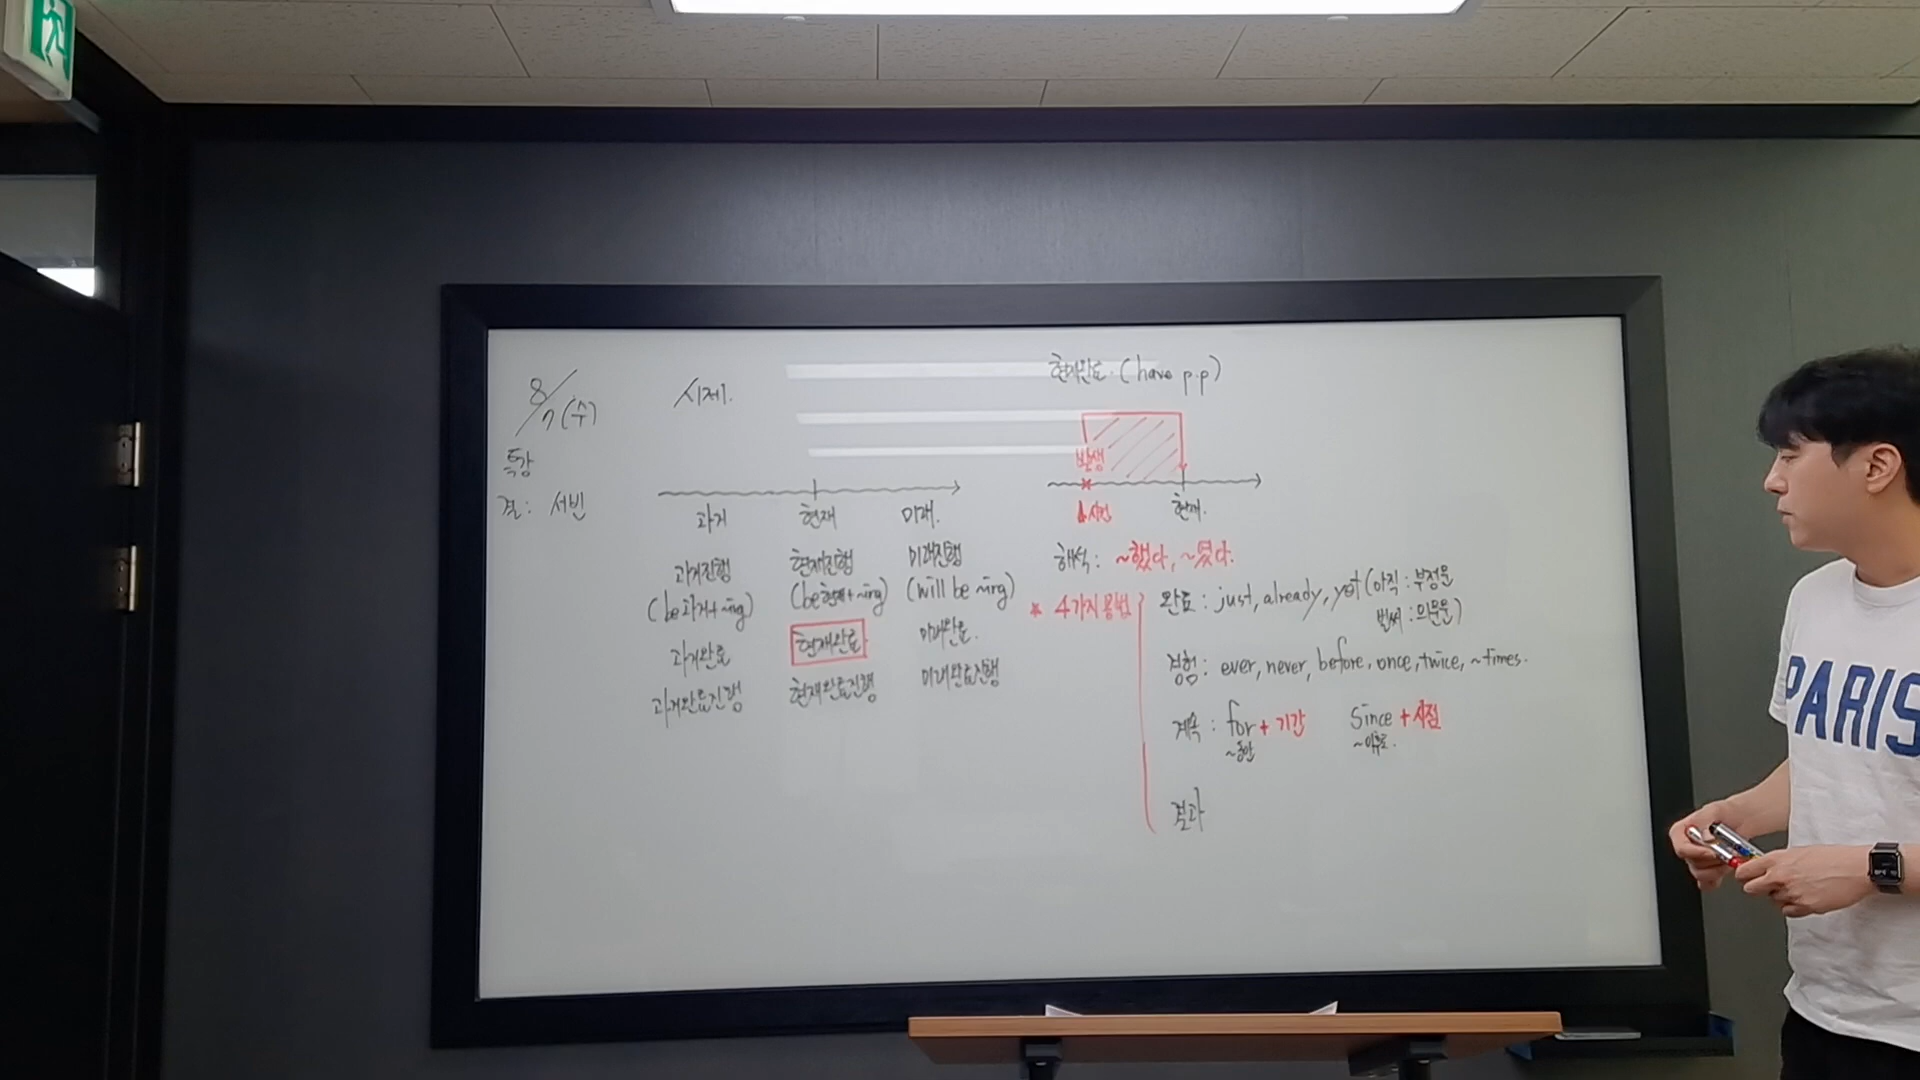 8/7 (수)
특강
결: 서빈
시제.
과거 현재 미래.
과거진행 현재진행 미래진행
(be과거+~ing) (be현재+~ing) (will be ~ing)
과거완료 현재완료 미래완료.
과거완료진행 현재완료진행 미래완료진행
현재완료. (have p.p)
발생
현재.
해석: ~했다, ~였다.
* 4가지용법
완료: just, already, yet (아직: 부정문
벌써: 의문문)
경험: ever, never, before, once, twice, ~times.
계속: for + 기간 since + 시점
~동안 ~이후로.
결과
PARIS